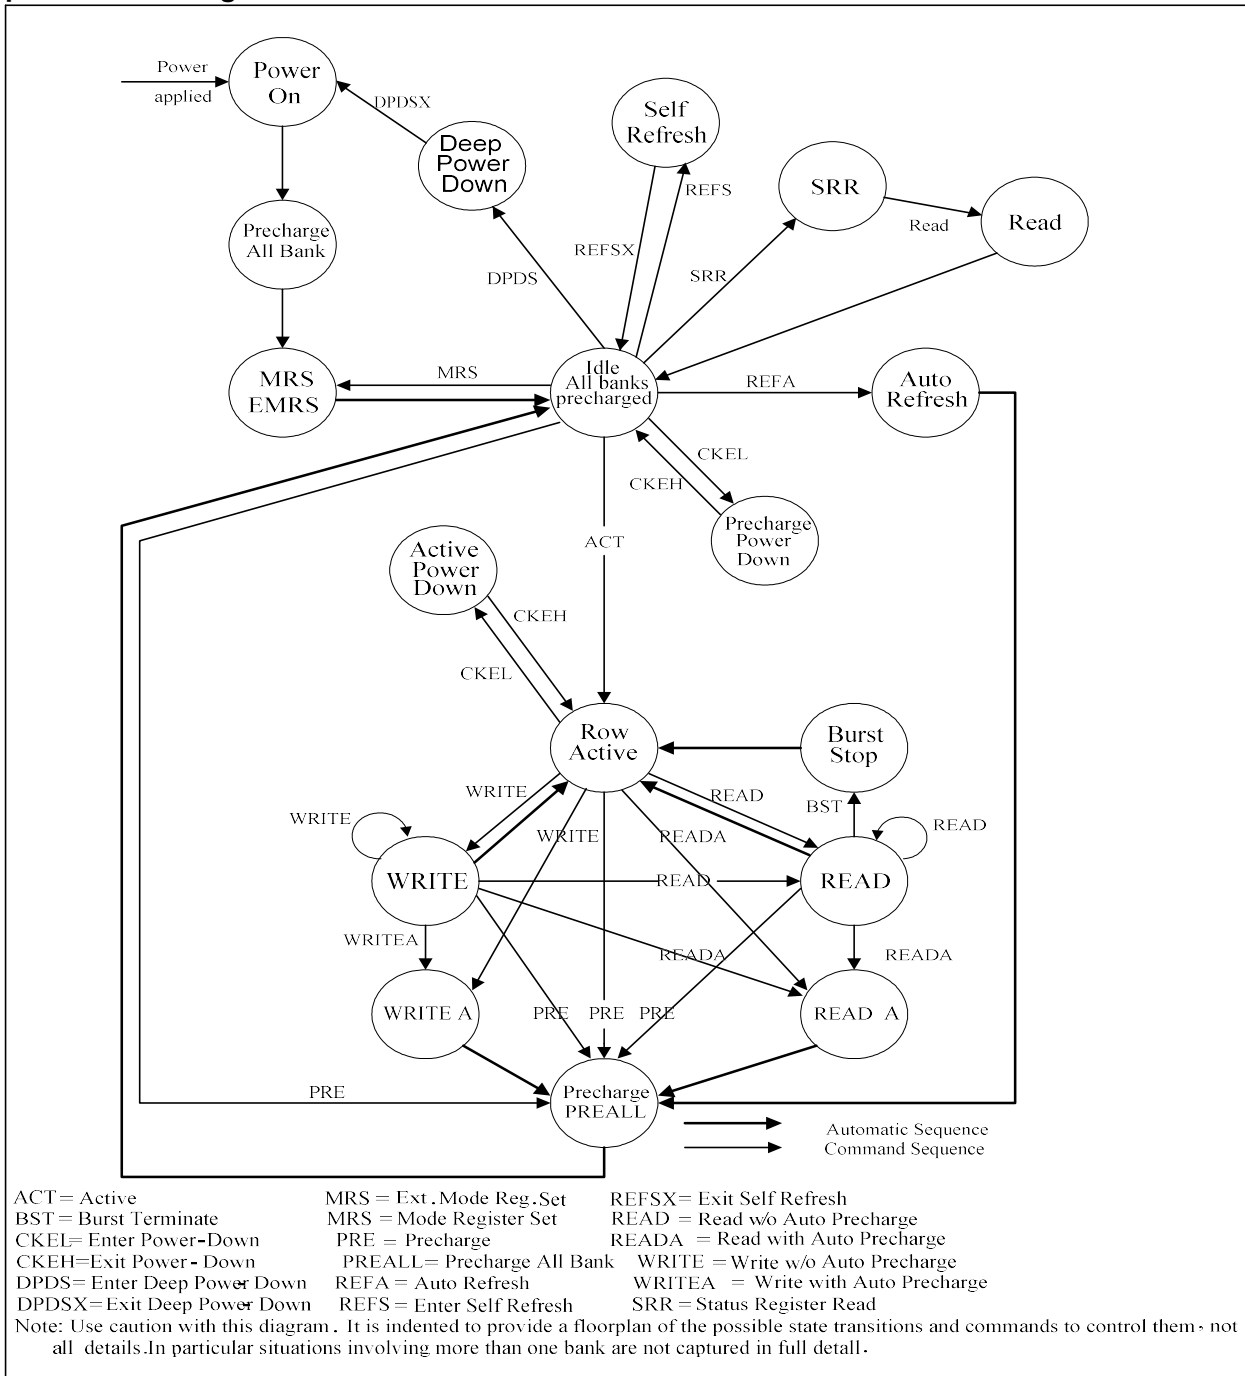 Power
applied
Power
On
DPDSX
Deep
Power
Down
Self
Refresh
REFS
SRR
Read
Read
Precharge
All Bank
REFSX
DPDS
SRR
MRS
EMRS
MRS
Idle
All banks
precharged
REFA
Auto
Refresh
CKEL
CKEH
Precharge
Power
Down
ACT
Active
Power
Down
CKEH
CKEL
Row
Active
Burst
Stop
WRITE
READ
BST
WRITE
WRITE
READA
READ
WRITE
READ
READ
WRITEA
READA
READA
WRITE A
PRE
PRE
PRE
READ A
PRE
Precharge
PREALL
Automatic Sequence
Command Sequence
ACT = Active
MRS = Ext. Mode Reg. Set
REFSX= Exit Self Refresh
BST = Burst Terminate
MRS = Mode Register Set
READ = Read w/o Auto Precharge
CKEL= Enter Power-Down
PRE = Precharge
READA = Read with Auto Precharge
CKEH=Exit Power - Down
PREALL= Precharge All Bank
WRITE = Write w/o Auto Precharge
DPDS= Enter Deep Power Down
REFA = Auto Refresh
WRITEA = Write with Auto Precharge
DPDSX=Exit Deep Power Down
REFS = Enter Self Refresh
SRR = Status Register Read
Note: Use caution with this diagram. It is indented to provide a floorplan of the possible state transitions and commands to control them, not
all details.In particular situations involving more than one bank are not captured in full detall.